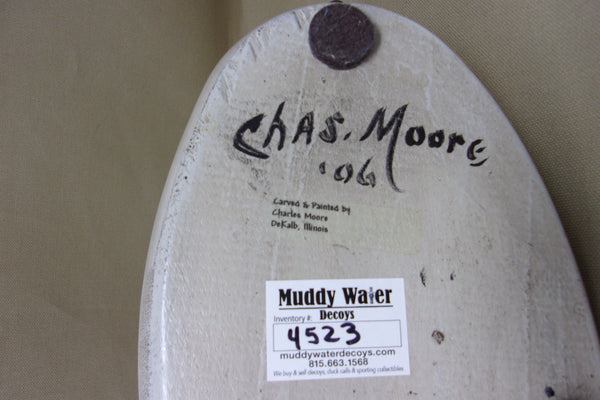 Chas. Moore
'06
Carved & Painted by
Charles Moore
DeKalb, Illinois
Muddy Water
Inventory #: Decoys
4523
muddywaterdecoys.com
815.663.1568
We buy & sell decoys, duck calls & sporting collectibles